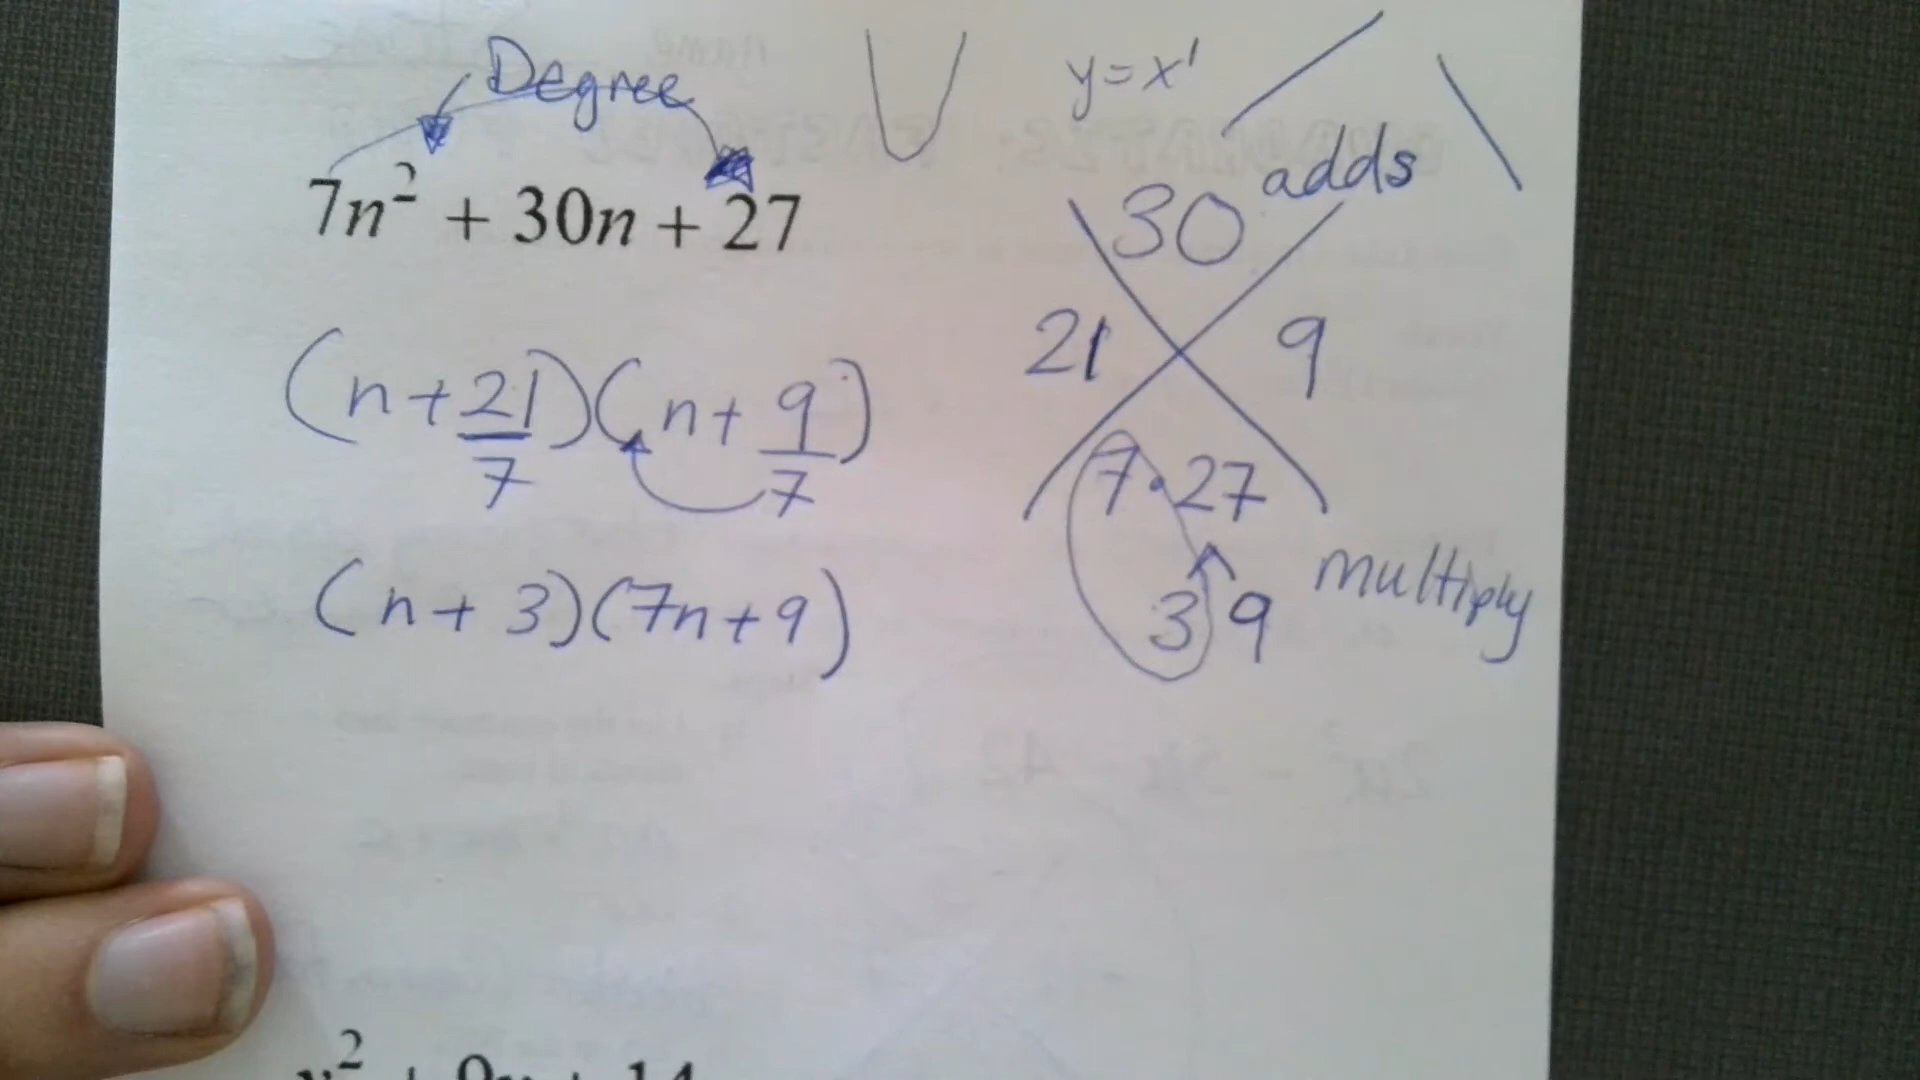 Degree
y = x¹
7n² + 30n + 27
30 adds
21 9
(n + 21/7)(n + 9/7)
7 · 27
3 9 multiply
(n + 3)(7n + 9)